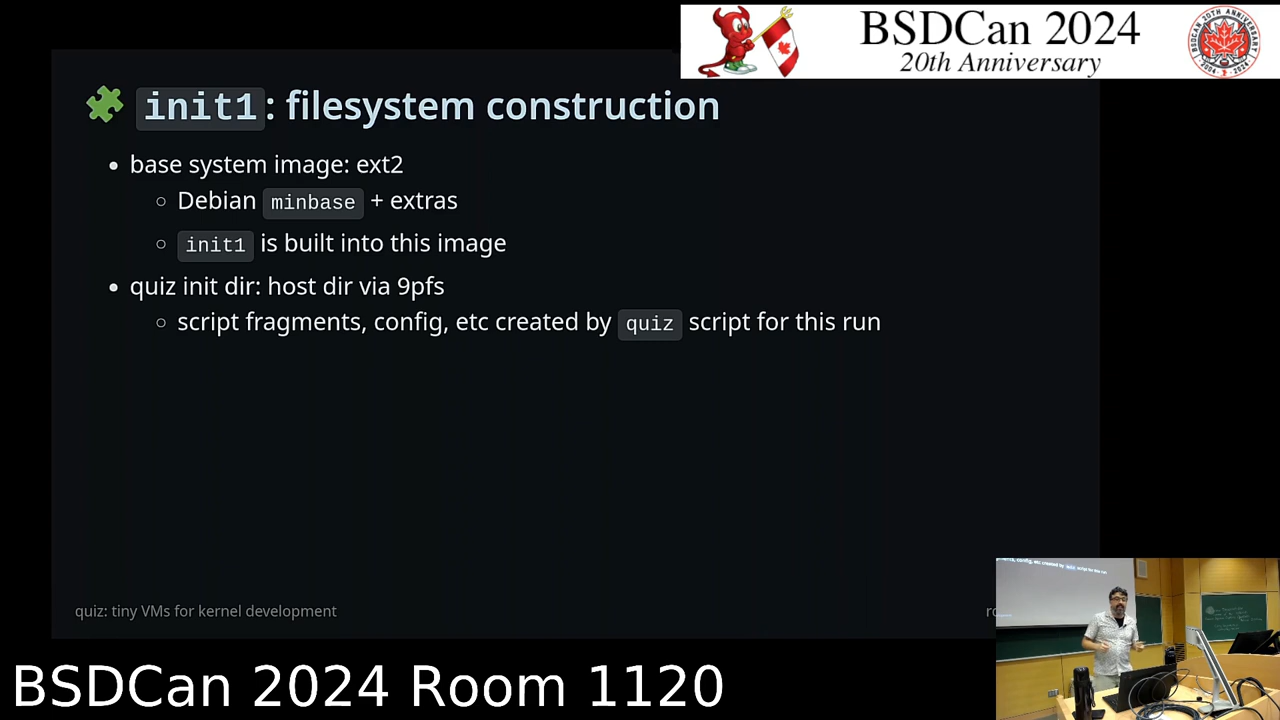 BSDCan 2024
20th Anniversary
init1: filesystem construction
base system image: ext2
Debian minbase + extras
init1 is built into this image
quiz init dir: host dir via 9pfs
script fragments, config, etc created by quiz script for this run
quiz: tiny VMs for kernel development
BSDCan 2024 Room 1120